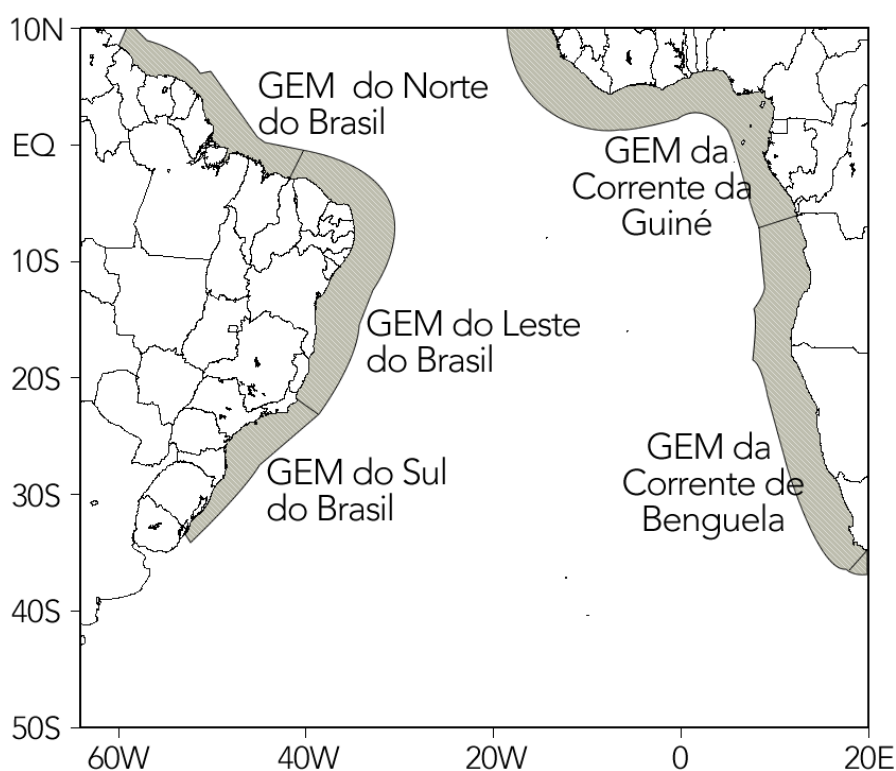 10N
EQ
10S
20S
30S
40S
50S
GEM do Norte
do Brasil
GEM da
Corrente da
Guiné
GEM do Leste
do Brasil
GEM do Sul
do Brasil
GEM da
Corrente de
Benguela
60W
40W
20W
0
20E